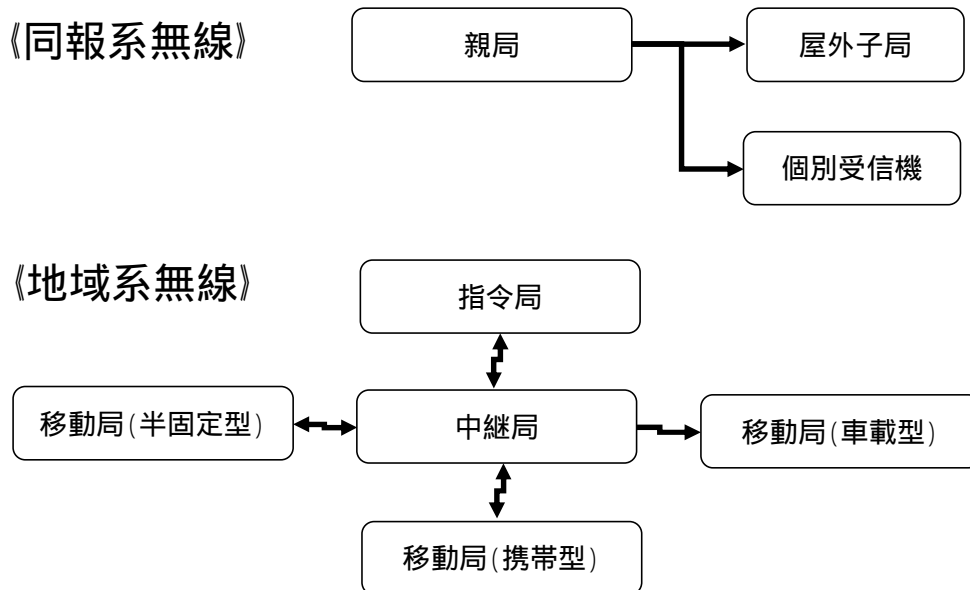 《同報系無線》
親局
屋外子局
個別受信機
《地域系無線》
指令局
移動局(半固定型)
中継局
移動局(車載型)
移動局(携帯型)